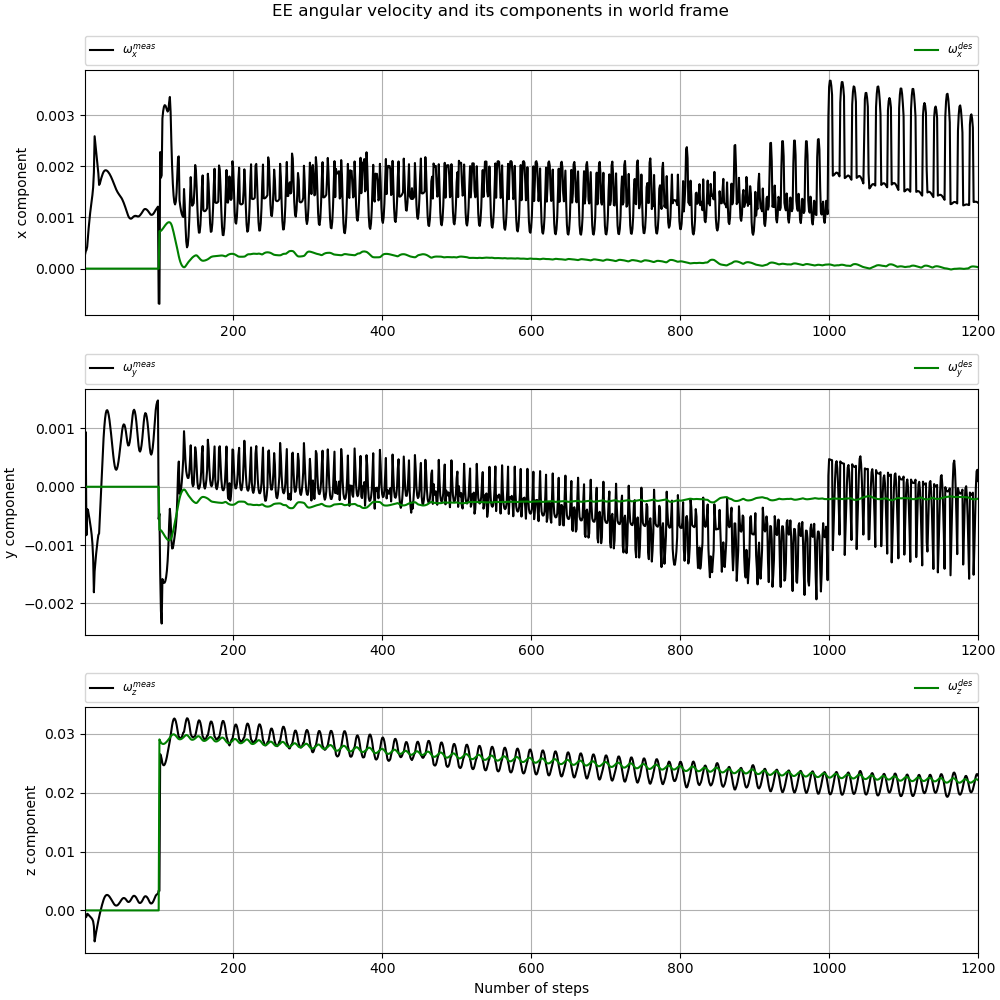 EE angular velocity and its components in world frame
ω_x^meas ω_x^des
0.003
0.002
0.001
0.000
x component
200 400 600 800 1000 1200
ω_y^meas ω_y^des
0.001
0.000
−0.001
−0.002
y component
200 400 600 800 1000 1200
ω_z^meas ω_z^des
0.03
0.02
0.01
0.00
z component
200 400 600 800 1000 1200
Number of steps